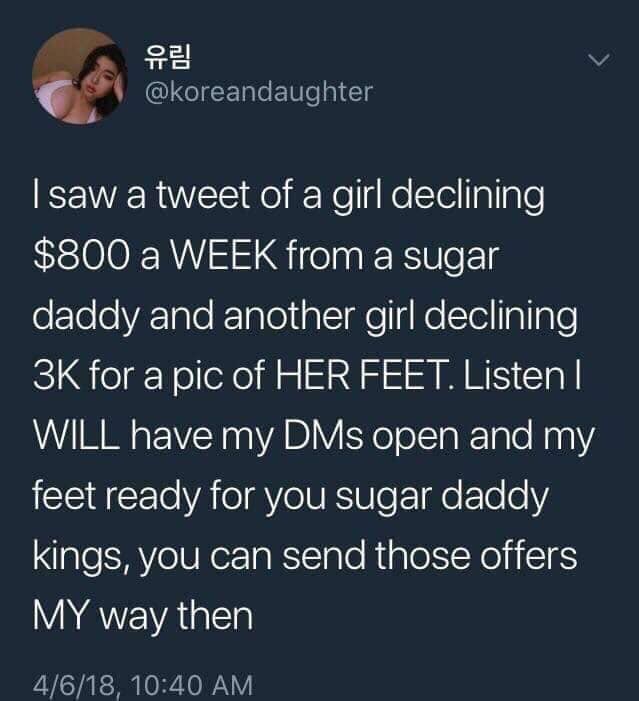 유림
@koreandaughter
I saw a tweet of a girl declining
$800 a WEEK from a sugar
daddy and another girl declining
3K for a pic of HER FEET. Listen I
WILL have my DMs open and my
feet ready for you sugar daddy
kings, you can send those offers
MY way then
4/6/18, 10:40 AM